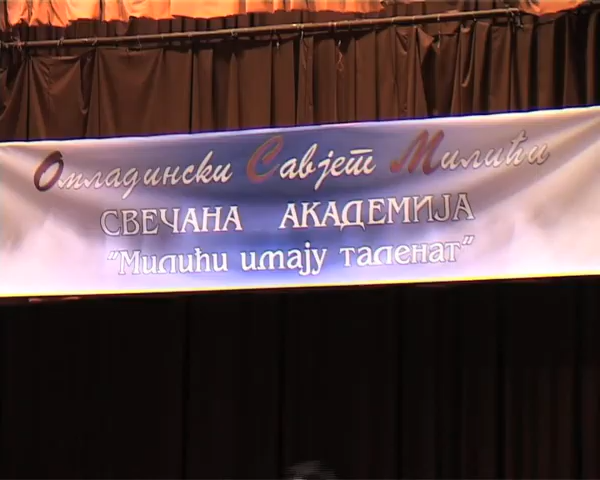 Омладински Савјет Милићи
СВЕЧАНА АКАДЕМИЈА
"Милићи имају таленат"